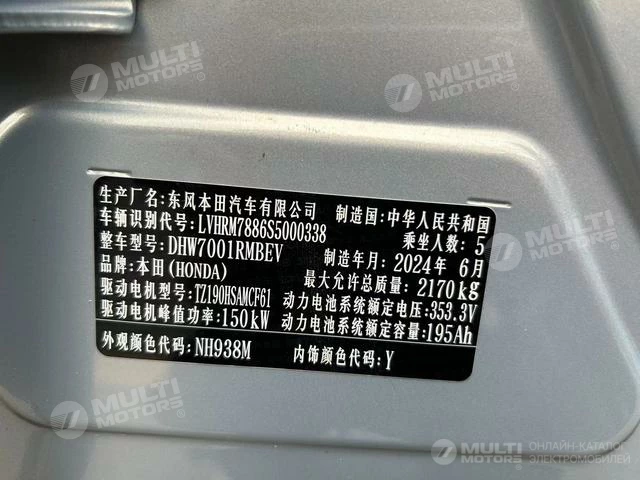 MULTI MOTORS®
MULTI MOTORS
生产厂名:东风本田汽车有限公司 制造国:中华人民共和国
车辆识别代号:LVHRM7886S5000338 乘坐人数:5
整车型号:DHW7001RMBEV 制造年月:2024年6月
品牌:本田(HONDA) 最大允许总质量:2170kg
驱动电机型号:TZ190HSAMCF61 动力电池系统额定电压:353.3V
驱动电机峰值功率:150kW 动力电池系统额定容量:195Ah
外观颜色代码:NH938M 内饰颜色代码:Y
MULTI MOTORS®
MULTI MOTORS
ОНЛАЙН-КАТАЛОГ
ЭЛЕКТРОМОБИЛЕЙ